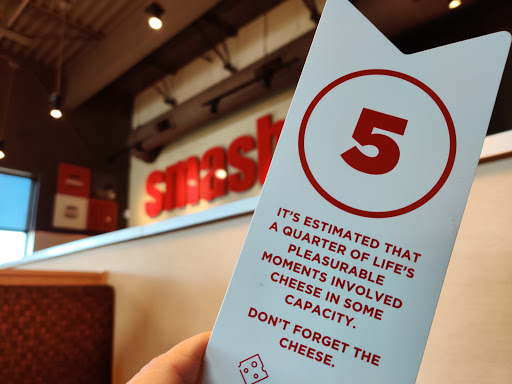 smash
5
IT'S ESTIMATED THAT
A QUARTER OF LIFE'S
PLEASURABLE
MOMENTS INVOLVED
CHEESE IN SOME
CAPACITY.
DON'T FORGET THE
CHEESE.